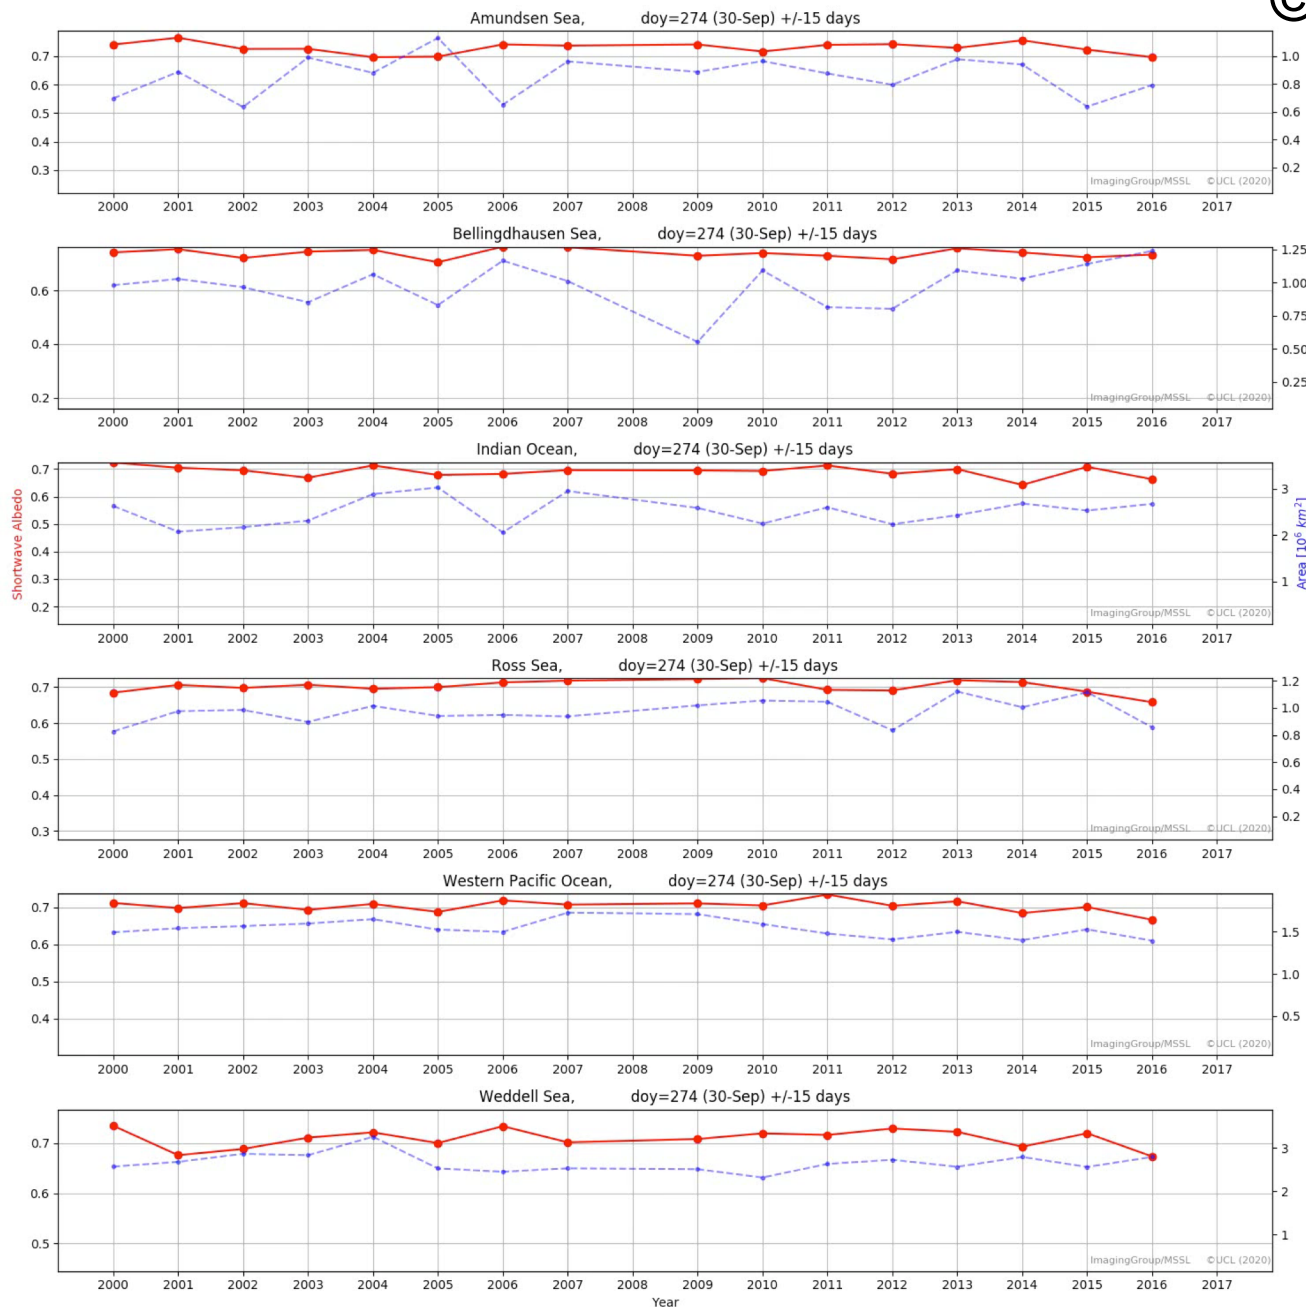 ©
Amundsen Sea, doy=274 (30-Sep) +/-15 days
0.7 0.6 0.5 0.4 0.3
1.0 0.8 0.6 0.4 0.2
ImagingGroup/MSSL ©UCL (2020)
2000 2001 2002 2003 2004 2005 2006 2007 2008 2009 2010 2011 2012 2013 2014 2015 2016 2017
Bellingdhausen Sea, doy=274 (30-Sep) +/-15 days
0.6 0.4 0.2
1.25 1.00 0.75 0.50 0.25
ImagingGroup/MSSL ©UCL (2020)
2000 2001 2002 2003 2004 2005 2006 2007 2008 2009 2010 2011 2012 2013 2014 2015 2016 2017
Indian Ocean, doy=274 (30-Sep) +/-15 days
Shortwave Albedo
0.7 0.6 0.5 0.4 0.3 0.2
3 2 1
Area [10⁶ km²]
ImagingGroup/MSSL ©UCL (2020)
2000 2001 2002 2003 2004 2005 2006 2007 2008 2009 2010 2011 2012 2013 2014 2015 2016 2017
Ross Sea, doy=274 (30-Sep) +/-15 days
0.7 0.6 0.5 0.4 0.3
1.2 1.0 0.8 0.6 0.4 0.2
ImagingGroup/MSSL ©UCL (2020)
2000 2001 2002 2003 2004 2005 2006 2007 2008 2009 2010 2011 2012 2013 2014 2015 2016 2017
Western Pacific Ocean, doy=274 (30-Sep) +/-15 days
0.7 0.6 0.5 0.4
1.5 1.0 0.5
ImagingGroup/MSSL ©UCL (2020)
2000 2001 2002 2003 2004 2005 2006 2007 2008 2009 2010 2011 2012 2013 2014 2015 2016 2017
Weddell Sea, doy=274 (30-Sep) +/-15 days
0.7 0.6 0.5
3 2 1
ImagingGroup/MSSL ©UCL (2020)
2000 2001 2002 2003 2004 2005 2006 2007 2008 2009 2010 2011 2012 2013 2014 2015 2016 2017
Year